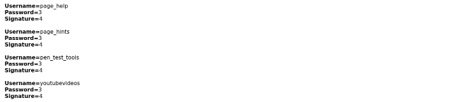 Username=page_help
Password=3
Signature=4
Username=page_hints
Password=3
Signature=4
Username=pen_test_tools
Password=3
Signature=4
Username=youtubevideos
Password=3
Signature=4